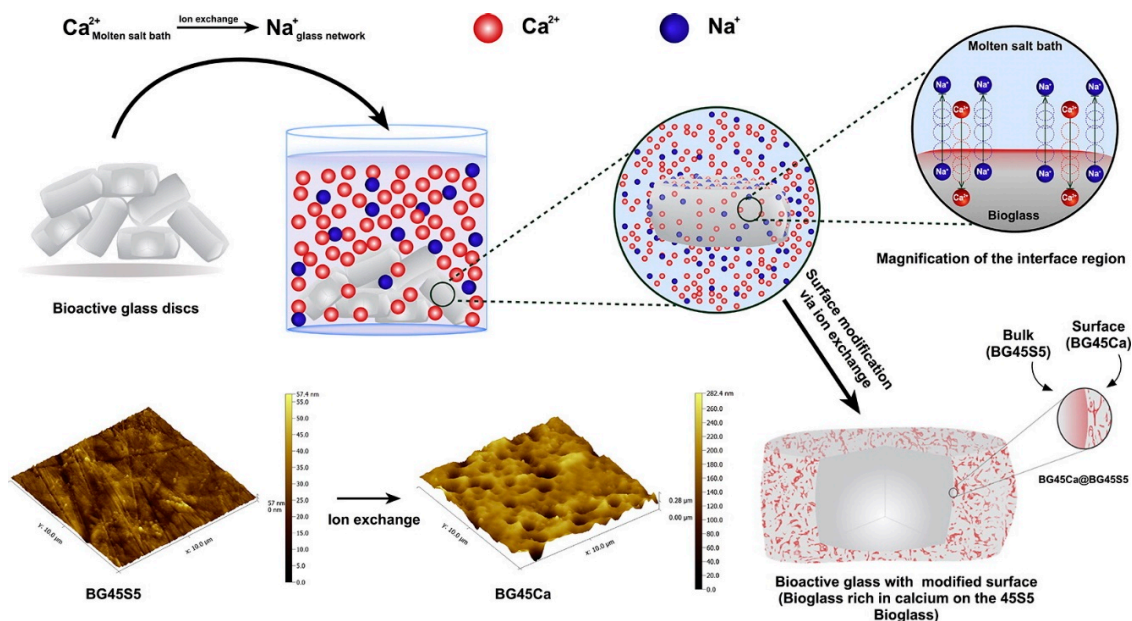 Ca²⁺ Molten salt bath Ion exchange Na⁺ glass network
Ca²⁺
Na⁺
Molten salt bath
Na⁺ Na⁺ Na⁺ Na⁺
Ca²⁺ Ca²⁺
Na⁺ Na⁺ Na⁺ Na⁺
Ca²⁺ Ca²⁺
Bioglass
Magnification of the interface region
Bioactive glass discs
Surface modification
via ion exchange
Bulk
(BG45S5)
Surface
(BG45Ca)
BG45Ca@BG45S5
57.4 nm
55.0
50.0
45.0
40.0
35.0
30.0
25.0
20.0
15.0
10.0
5.0
0.0
57 nm
0 nm
y: 10.0 µm
x: 10.0 µm
BG45S5
Ion exchange
282.4 nm
260.0
240.0
220.0
200.0
180.0
160.0
140.0
120.0
100.0
80.0
60.0
40.0
20.0
0.0
0.28 µm
0.00 µm
y: 10.0 µm
x: 10.0 µm
BG45Ca
Bioactive glass with modified surface
(Bioglass rich in calcium on the 45S5
Bioglass)